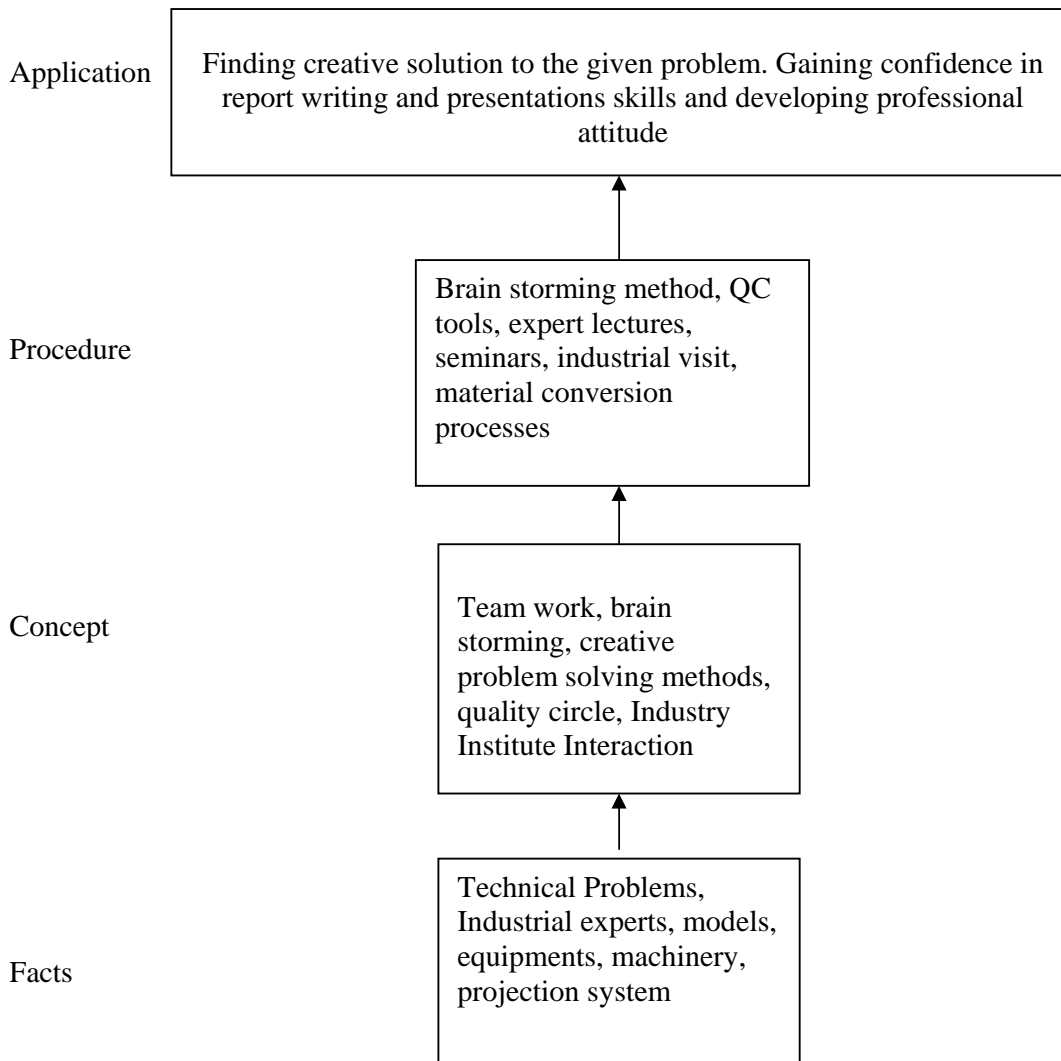 Application
Finding creative solution to the given problem. Gaining confidence in
report writing and presentations skills and developing professional
attitude
Procedure
Brain storming method, QC
tools, expert lectures,
seminars, industrial visit,
material conversion
processes
Concept
Team work, brain
storming, creative
problem solving methods,
quality circle, Industry
Institute Interaction
Facts
Technical Problems,
Industrial experts, models,
equipments, machinery,
projection system